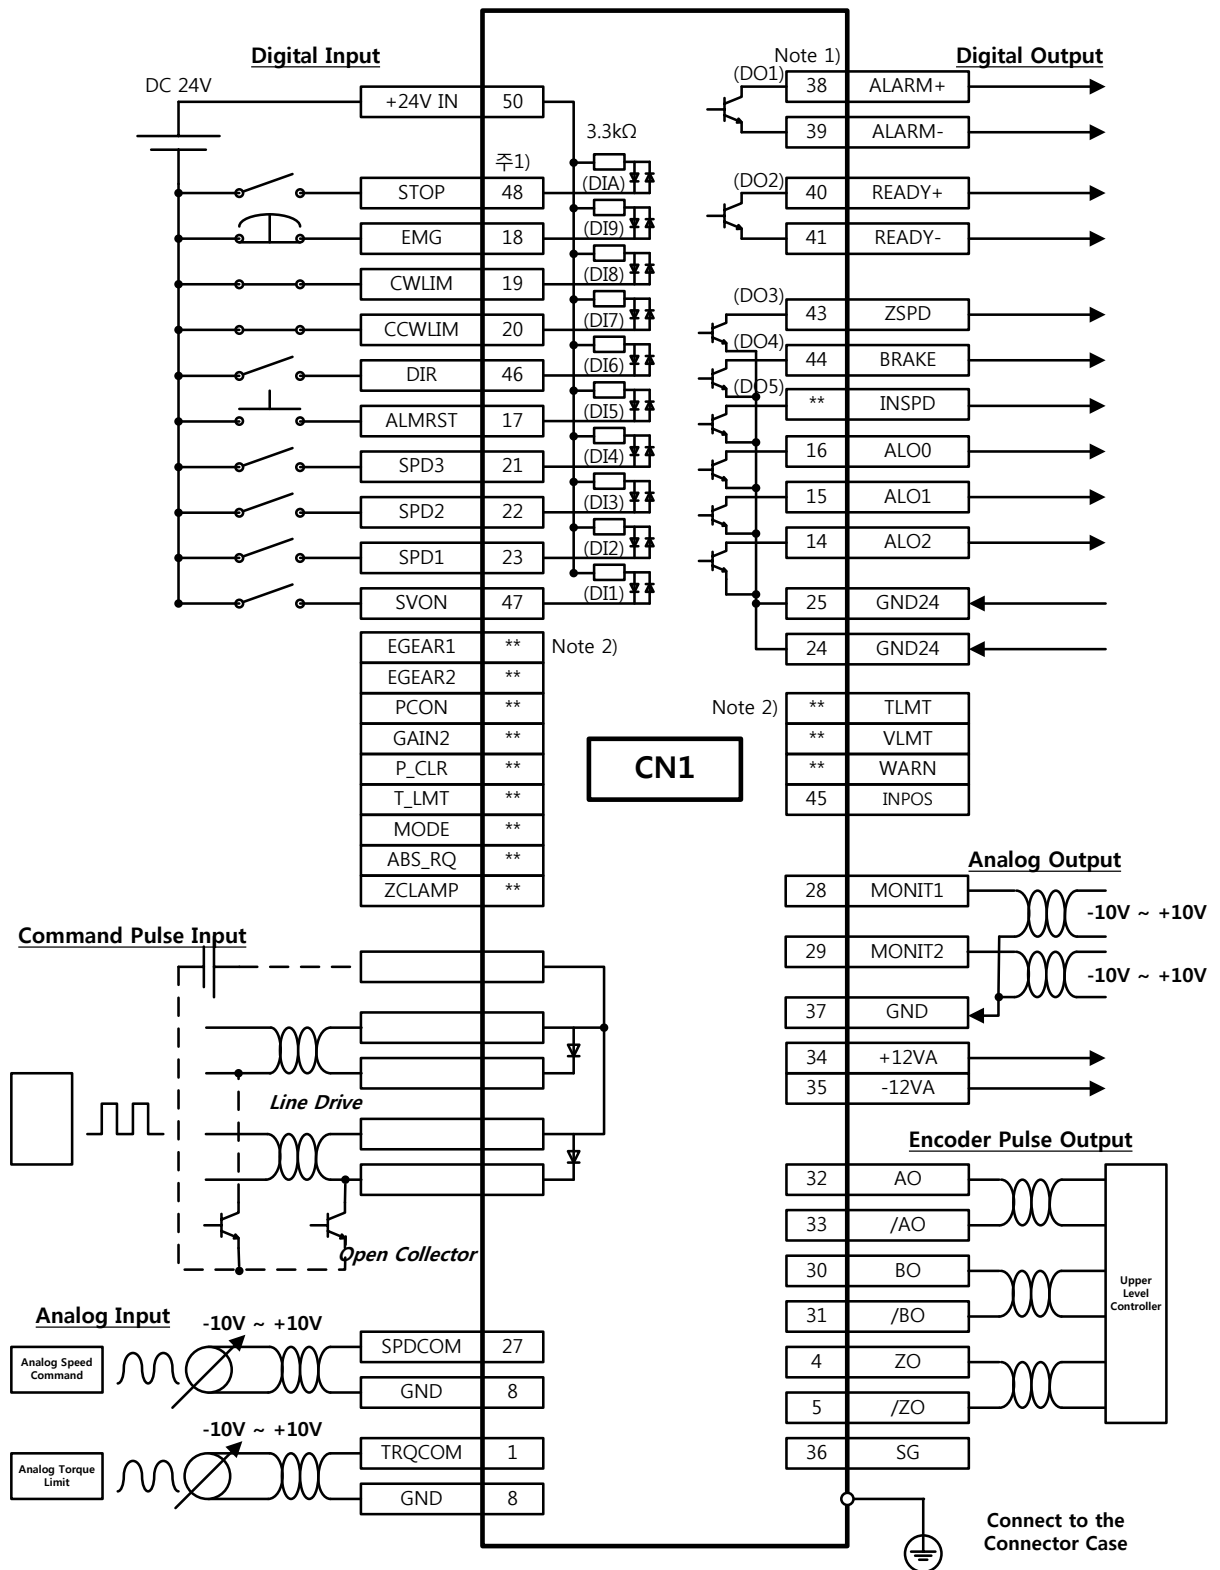 Digital Input
DC 24V
+24V IN 50
3.3kΩ
주1)
STOP 48 (DIA)
EMG 18 (DI9)
CWLIM 19 (DI8)
CCWLIM 20 (DI7)
DIR 46 (DI6)
ALMRST 17 (DI5)
SPD3 21 (DI4)
SPD2 22 (DI3)
SPD1 23 (DI2)
SVON 47 (DI1)
EGEAR1 ** Note 2)
EGEAR2 **
PCON **
GAIN2 **
P_CLR **
T_LMT **
MODE **
ABS_RQ **
ZCLAMP **
CN1
Command Pulse Input
Line Drive
Open Collector
Analog Input
-10V ~ +10V
Analog Speed
Command
SPDCOM 27
GND 8
-10V ~ +10V
Analog Torque
Limit
TRQCOM 1
GND 8
Note 1)
Digital Output
(DO1) 38 ALARM+
39 ALARM-
(DO2) 40 READY+
41 READY-
(DO3) 43 ZSPD
(DO4) 44 BRAKE
(DO5) ** INSPD
16 ALO0
15 ALO1
14 ALO2
25 GND24
24 GND24
Note 2) ** TLMT
** VLMT
** WARN
45 INPOS
Analog Output
28 MONIT1 -10V ~ +10V
29 MONIT2 -10V ~ +10V
37 GND
34 +12VA
35 -12VA
Encoder Pulse Output
32 AO
33 /AO
30 BO
31 /BO
4 ZO
5 /ZO
36 SG
Upper
Level
Controller
Connect to the
Connector Case